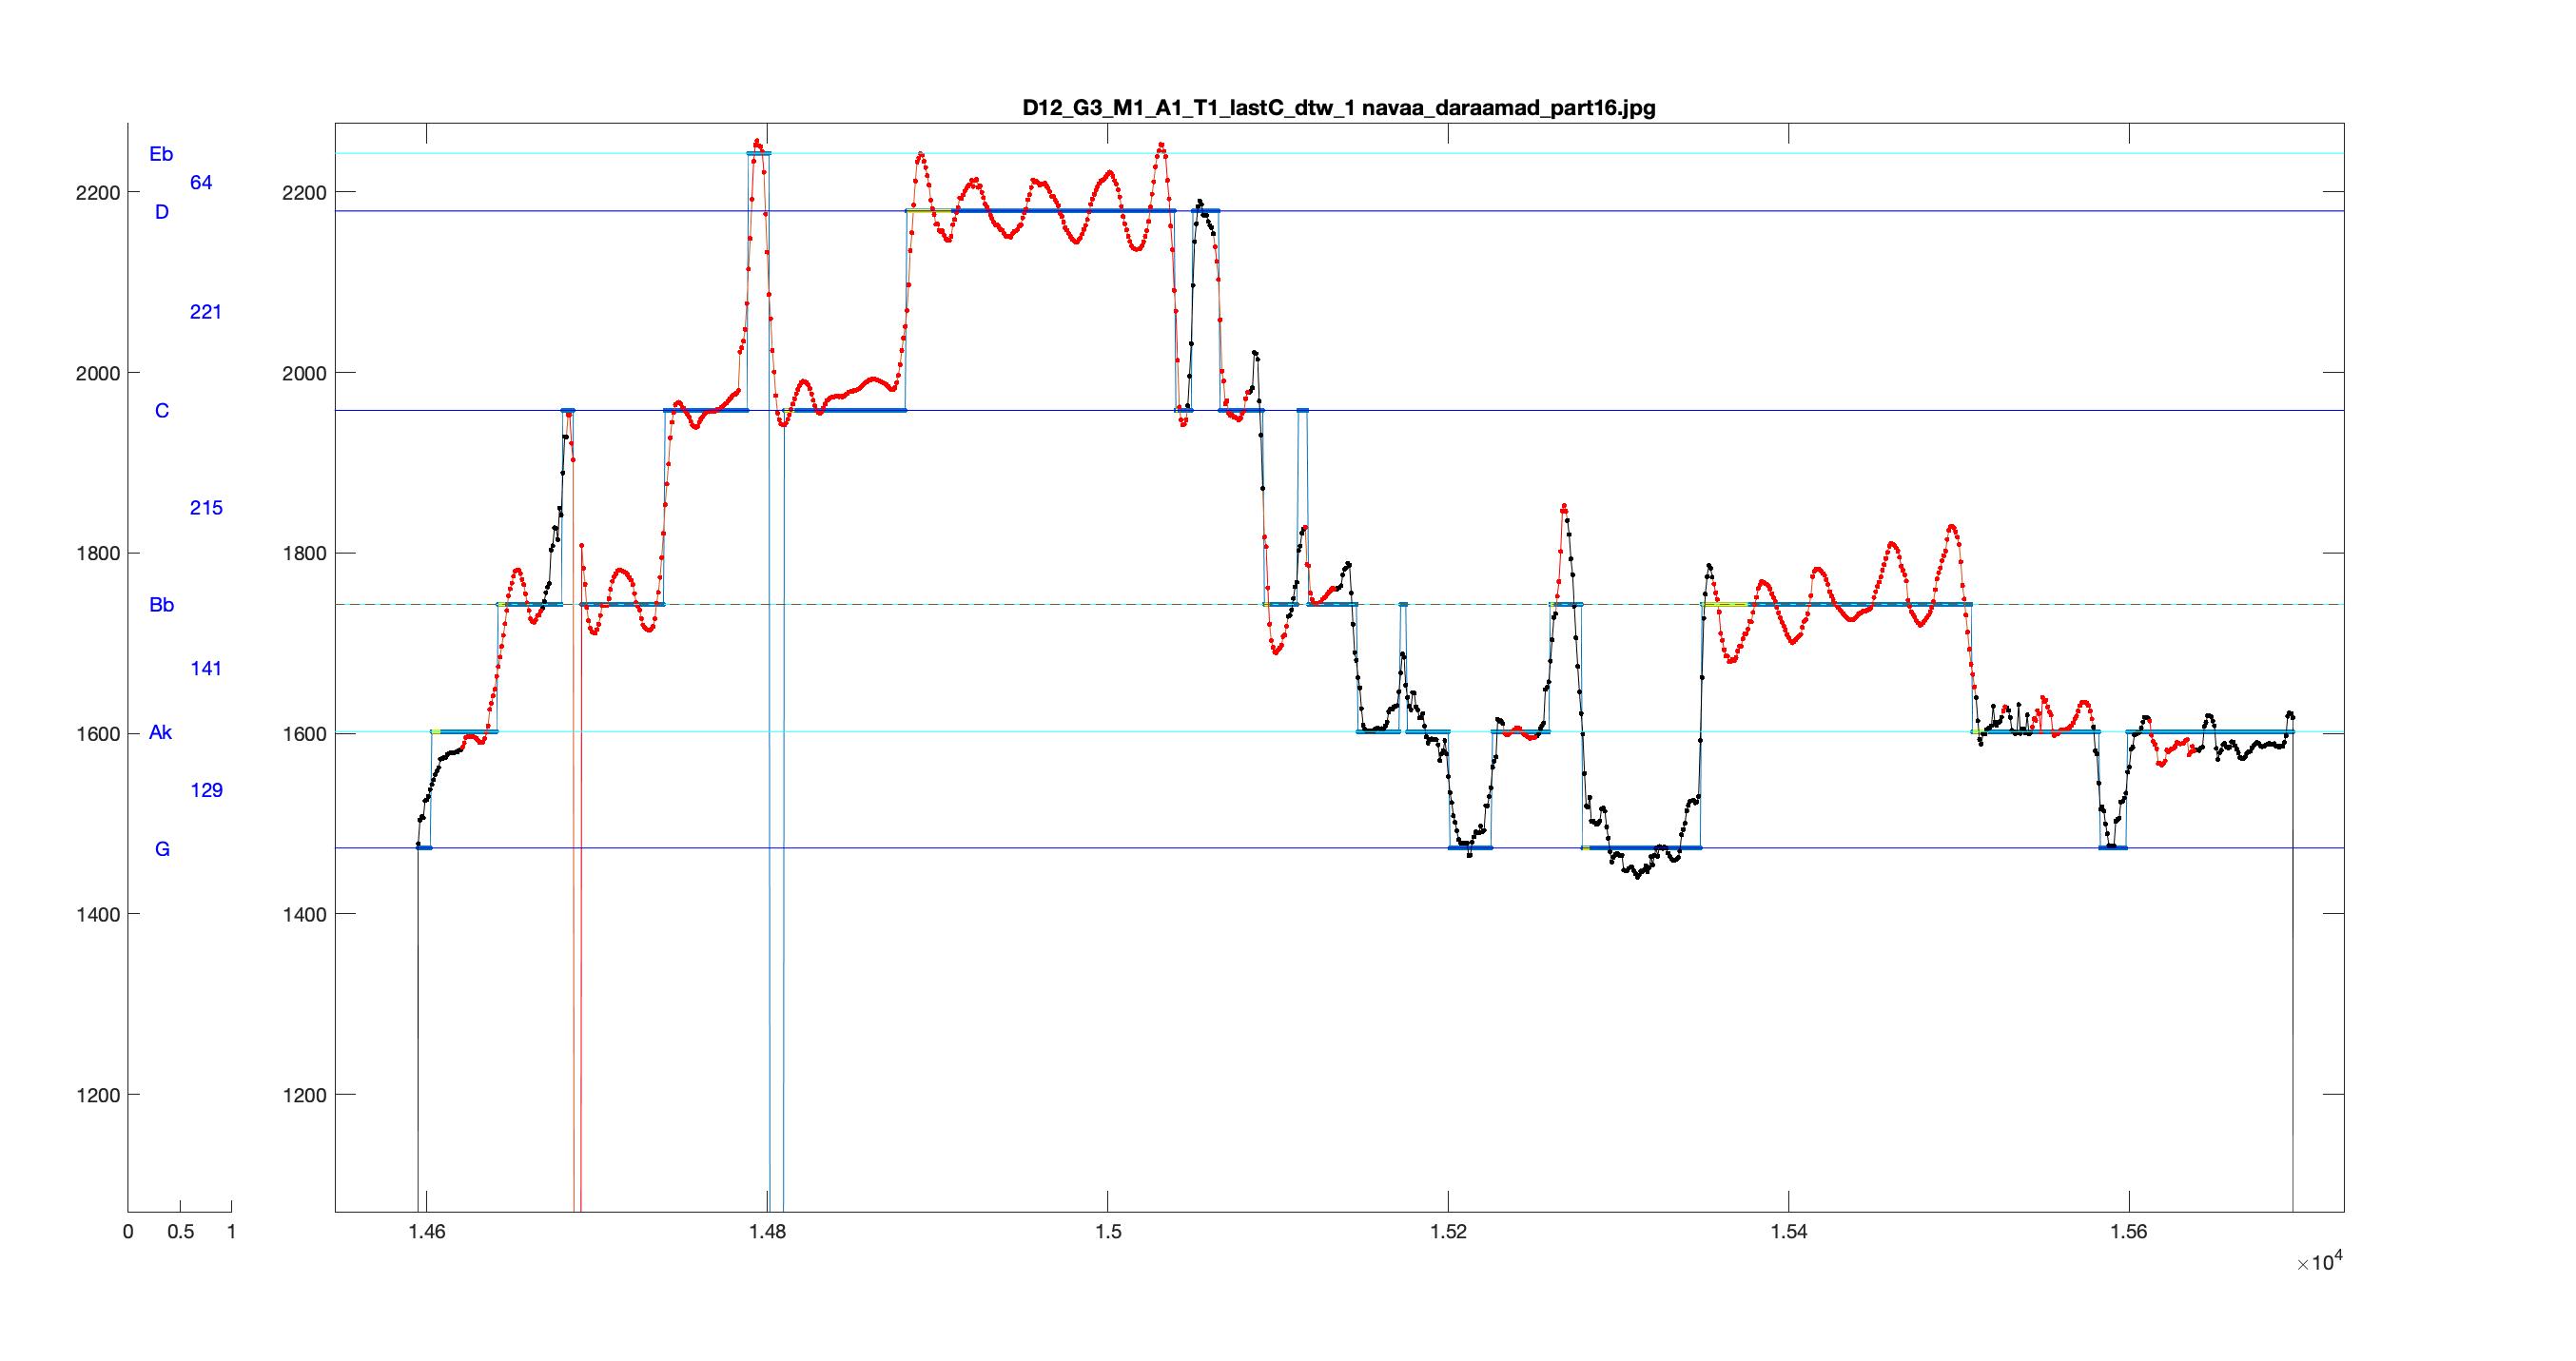 D12_G3_M1_A1_T1_lastC_dtw_1 navaa_daraamad_part16.jpg
Eb
64
2200 2200
D
221
2000 2000
C
215
1800 1800
Bb
141
1600 Ak 1600
129
G
1400 1400
1200 1200
0 0.5 1 1.46 1.48 1.5 1.52 1.54 1.56
×10^4